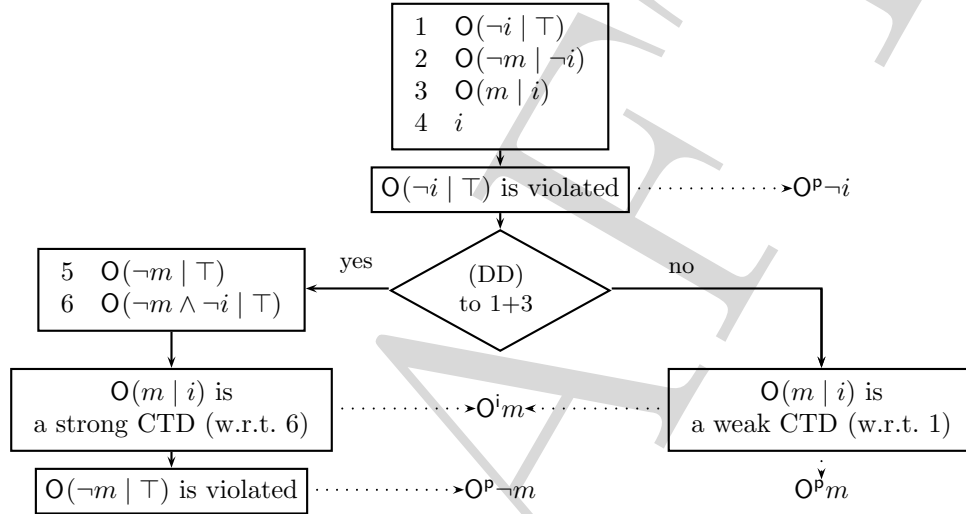 1 O(¬i | ⊤)
2 O(¬m | ¬i)
3 O(m | i)
4 i
O(¬i | ⊤) is violated
Oᵖ¬i
yes
(DD)
to 1+3
no
5 O(¬m | ⊤)
6 O(¬m ∧ ¬i | ⊤)
O(m | i) is
a strong CTD (w.r.t. 6)
Oⁱm
O(m | i) is
a weak CTD (w.r.t. 1)
O(¬m | ⊤) is violated
Oᵖ¬m
Oᵖm